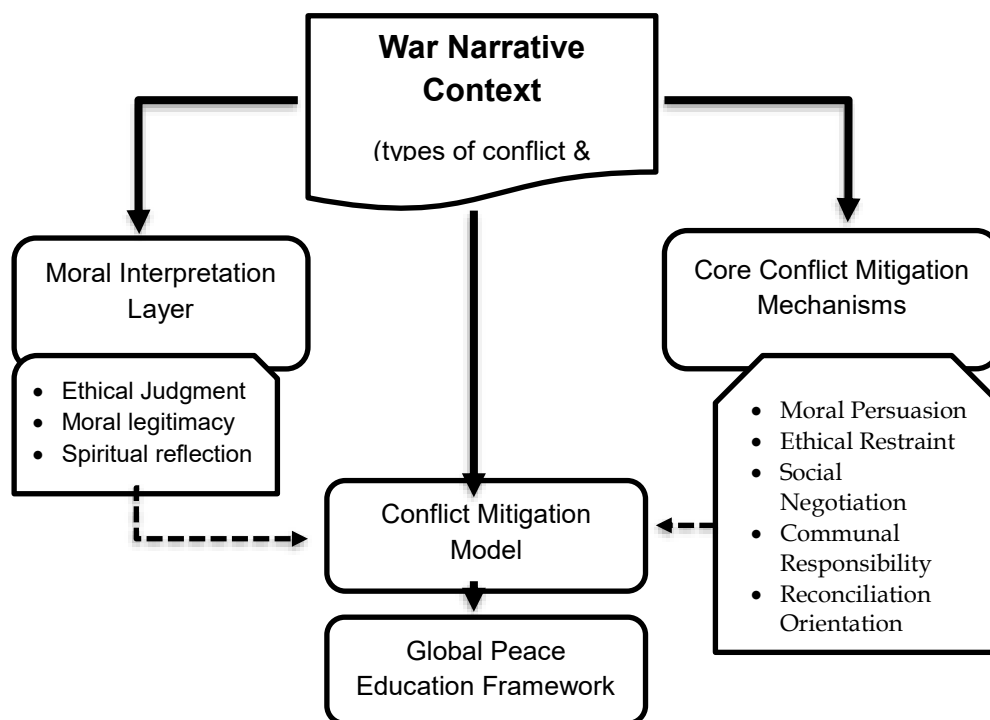 War Narrative
Context
(types of conflict &
Moral Interpretation
Layer
• Ethical Judgment
• Moral legitimacy
• Spiritual reflection
Core Conflict Mitigation
Mechanisms
• Moral Persuasion
• Ethical Restraint
• Social
Negotiation
• Communal
Responsibility
• Reconciliation
Orientation
Conflict Mitigation
Model
Global Peace
Education Framework